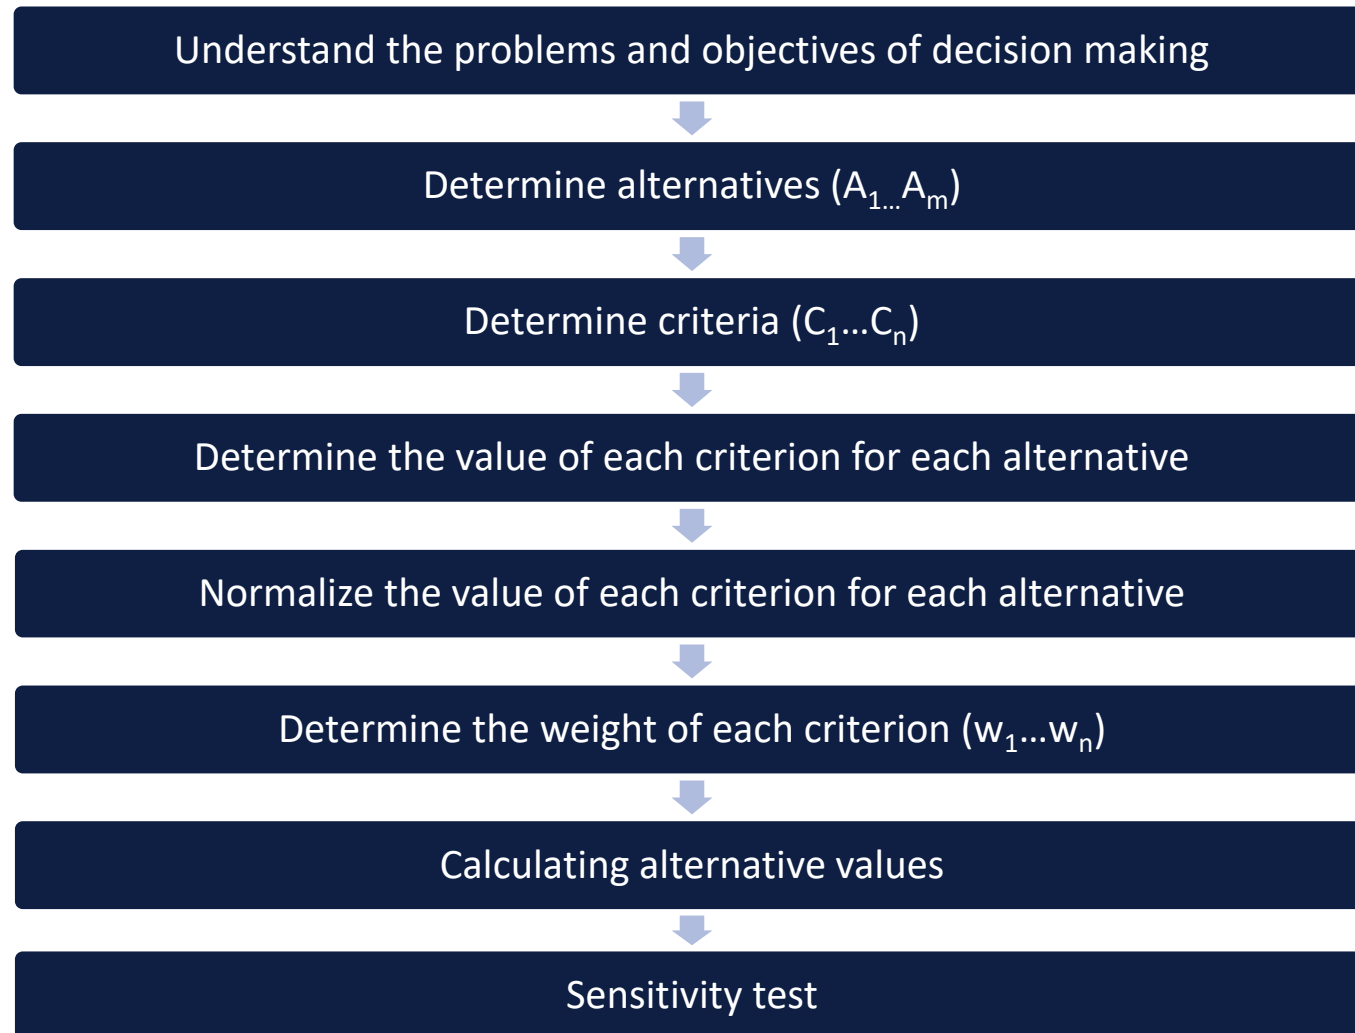 Understand the problems and objectives of decision making
Determine alternatives (A₁...Aₘ)
Determine criteria (C₁...Cₙ)
Determine the value of each criterion for each alternative
Normalize the value of each criterion for each alternative
Determine the weight of each criterion (w₁...wₙ)
Calculating alternative values
Sensitivity test